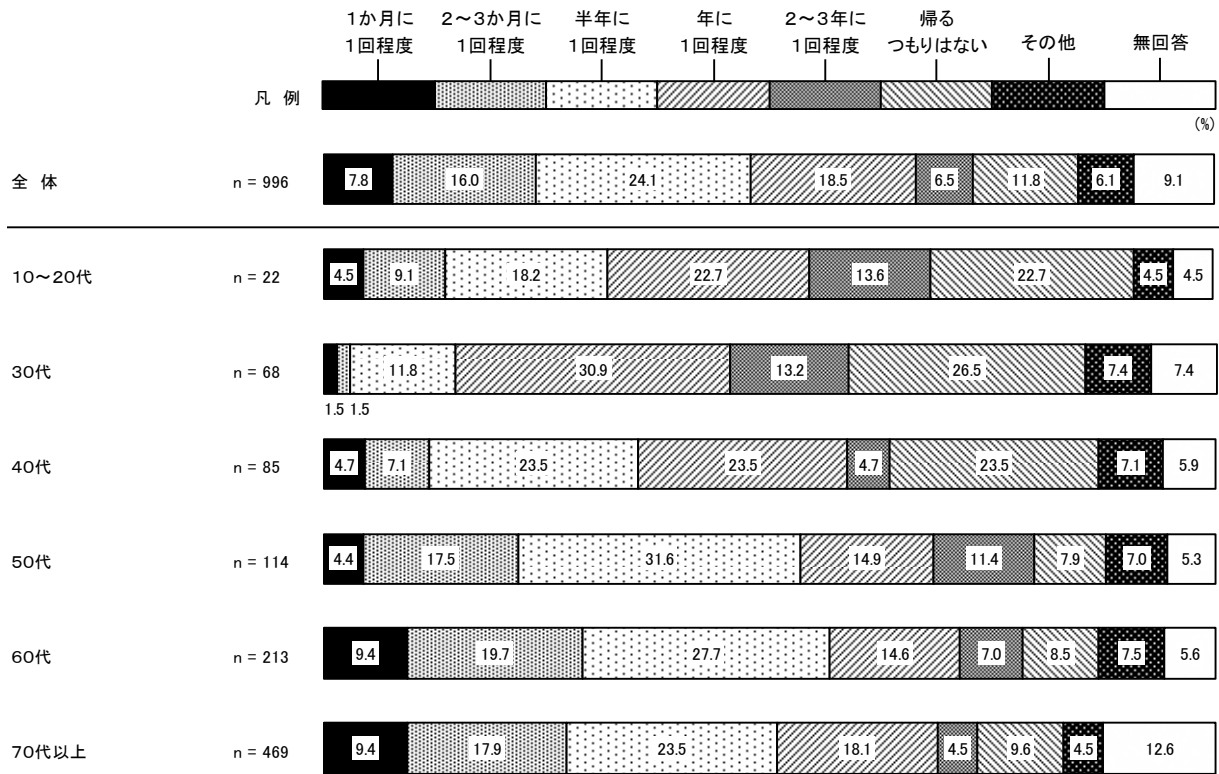 1か月に 2～3か月に 半年に 年に 2～3年に 帰る
1回程度 1回程度 1回程度 1回程度 1回程度 つもりはない その他 無回答
凡 例
(%)
全 体 n = 996 7.8 16.0 24.1 18.5 6.5 11.8 6.1 9.1
10～20代 n = 22 4.5 9.1 18.2 22.7 13.6 22.7 4.5 4.5
30代 n = 68 11.8 30.9 13.2 26.5 7.4 7.4
1.5 1.5
40代 n = 85 4.7 7.1 23.5 23.5 4.7 23.5 7.1 5.9
50代 n = 114 4.4 17.5 31.6 14.9 11.4 7.9 7.0 5.3
60代 n = 213 9.4 19.7 27.7 14.6 7.0 8.5 7.5 5.6
70代以上 n = 469 9.4 17.9 23.5 18.1 4.5 9.6 4.5 12.6